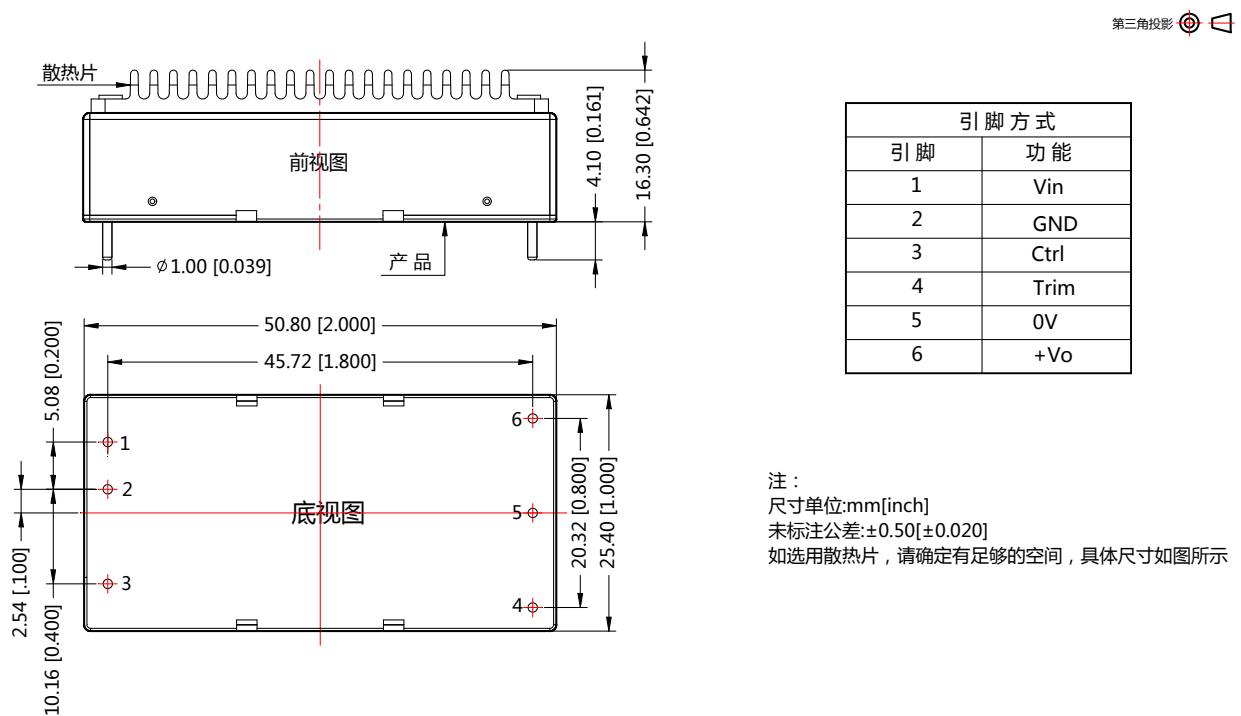 第三角投影
散热片
前视图
4.10 [0.161]
16.30 [0.642]
⌀1.00 [0.039]
产 品
50.80 [2.000]
45.72 [1.800]
5.08 [0.200]
1
2
3
2.54 [.100]
10.16 [0.400]
底视图
6
5
4
20.32 [0.800]
25.40 [1.000]
引 脚 方 式
引 脚 功 能
1 Vin
2 GND
3 Ctrl
4 Trim
5 0V
6 +Vo
注：
尺寸单位:mm[inch]
未标注公差:±0.50[±0.020]
如选用散热片，请确定有足够的空间，具体尺寸如图所示